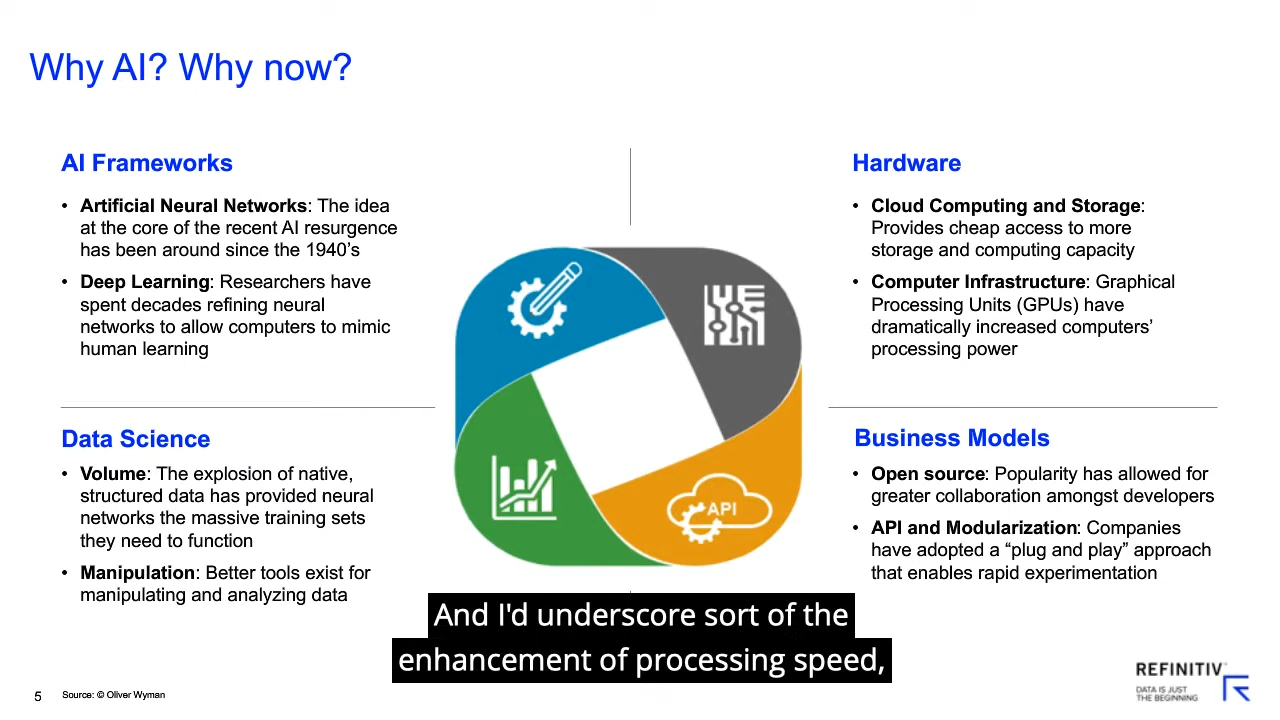 Why AI? Why now?
AI Frameworks
• Artificial Neural Networks: The idea
at the core of the recent AI resurgence
has been around since the 1940’s
• Deep Learning: Researchers have
spent decades refining neural
networks to allow computers to mimic
human learning
Hardware
• Cloud Computing and Storage:
Provides cheap access to more
storage and computing capacity
• Computer Infrastructure: Graphical
Processing Units (GPUs) have
dramatically increased computers’
processing power
Data Science
• Volume: The explosion of native,
structured data has provided neural
networks the massive training sets
they need to function
• Manipulation: Better tools exist for
manipulating and analyzing data
API
Business Models
• Open source: Popularity has allowed for
greater collaboration amongst developers
• API and Modularization: Companies
have adopted a “plug and play” approach
that enables rapid experimentation
And I'd underscore sort of the
enhancement of processing speed,
5
Source: © Oliver Wyman
REFINITIV
DATA IS JUST
THE BEGINNING